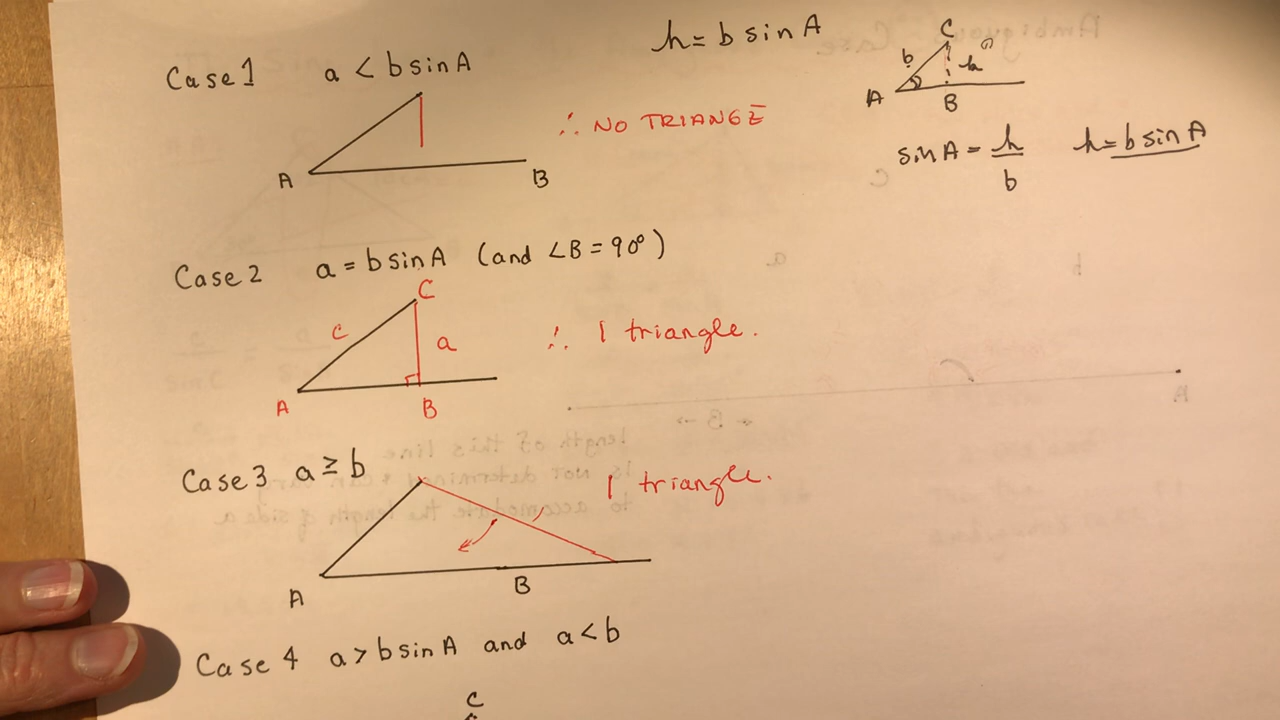 h = b sin A
Case 1 a < b sin A
∴ NO TRIANGE
A
B
C
b
h
A
B
sin A = h/b h = b sin A
Case 2 a = b sin A (and ∠B = 90°)
C
c
a
A
B
∴ 1 triangle.
Case 3 a ≥ b
1 triangle.
A
B
Case 4 a > b sin A and a < b
C